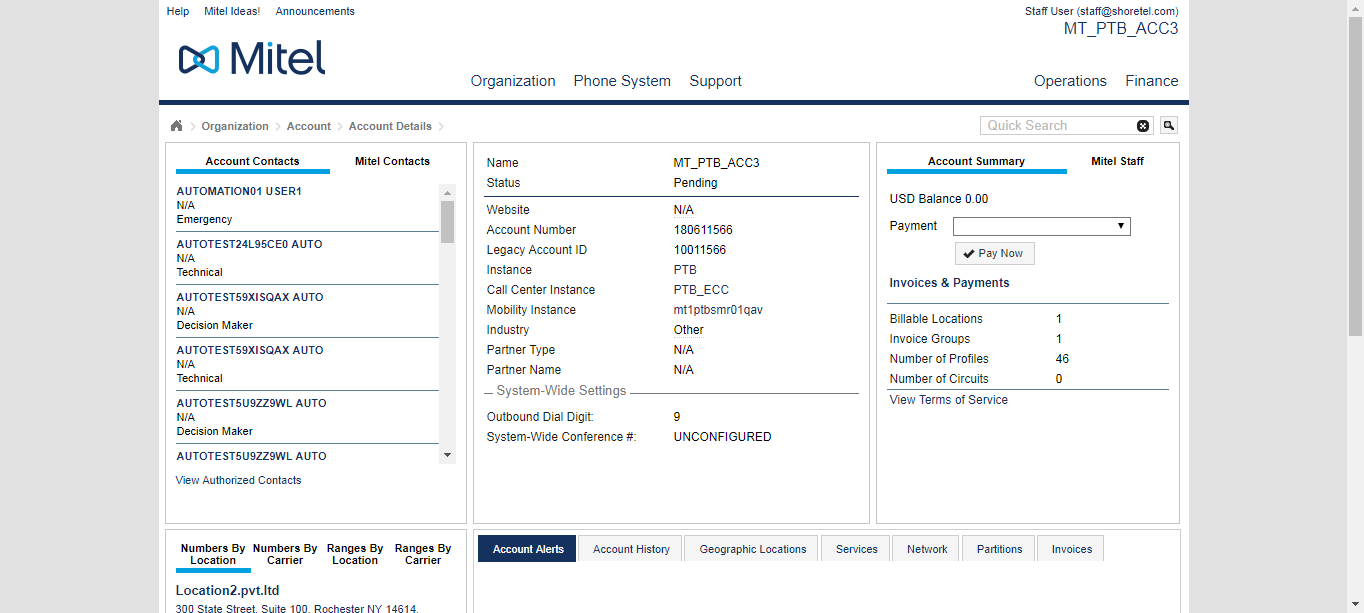 Help Mitel Ideas! Announcements
Staff User (staff@shoretel.com)
MT_PTB_ACC3
Mitel
Organization Phone System Support
Operations Finance
Organization Account Account Details
Quick Search
Account Contacts Mitel Contacts
AUTOMATION01 USER1
N/A
Emergency
AUTOTEST24L95CE0 AUTO
N/A
Technical
AUTOTEST59XISQAX AUTO
N/A
Decision Maker
AUTOTEST59XISQAX AUTO
N/A
Technical
AUTOTEST5U9ZZ9WL AUTO
N/A
Decision Maker
AUTOTEST5U9ZZ9WL AUTO
View Authorized Contacts
Name MT_PTB_ACC3
Status Pending
Website N/A
Account Number 180611566
Legacy Account ID 10011566
Instance PTB
Call Center Instance PTB_ECC
Mobility Instance mt1ptbsmr01qav
Industry Other
Partner Type N/A
Partner Name N/A
System-Wide Settings
Outbound Dial Digit: 9
System-Wide Conference #: UNCONFIGURED
Account Summary Mitel Staff
USD Balance 0.00
Payment
Pay Now
Invoices & Payments
Billable Locations 1
Invoice Groups 1
Number of Profiles 46
Number of Circuits 0
View Terms of Service
Numbers By Location Numbers By Carrier Ranges By Location Ranges By Carrier
Location2.pvt.ltd
300 State Street, Suite 100, Rochester NY 14614,
Account Alerts Account History Geographic Locations Services Network Partitions Invoices